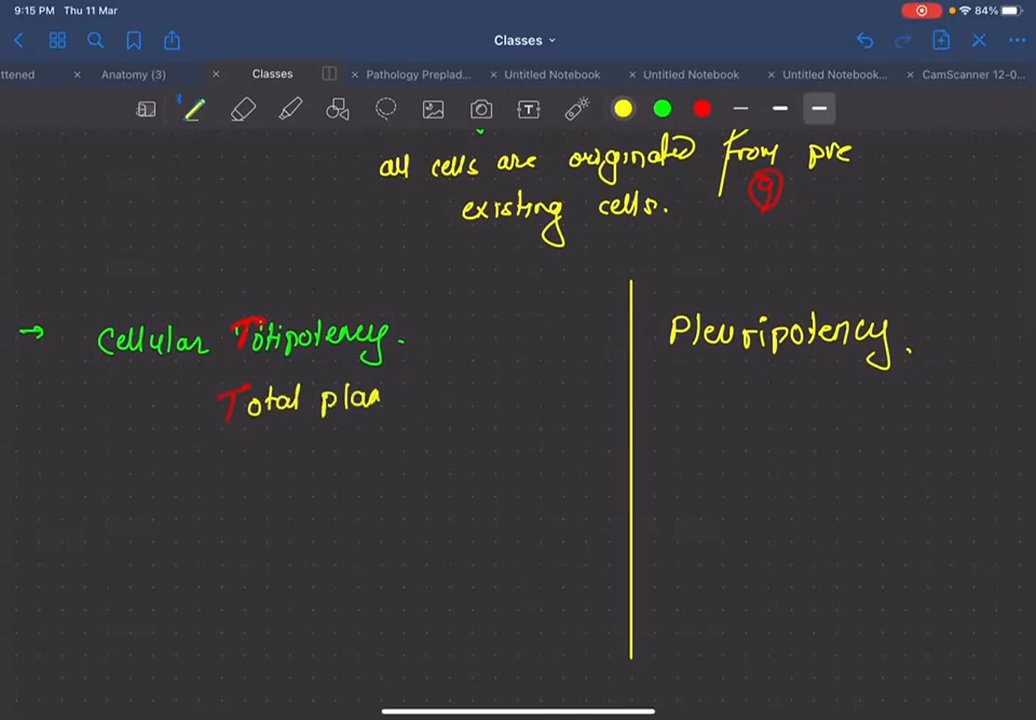 9:15 PM Thu 11 Mar
84%
Classes
ttened
Anatomy (3)
Classes
Pathology Preplad...
Untitled Notebook
Untitled Notebook
Untitled Notebook...
CamScanner 12-0...
T
all cells are originated from pre
existing cells.
→ Cellular Totipotency.
Pleuripotency.
Total plan